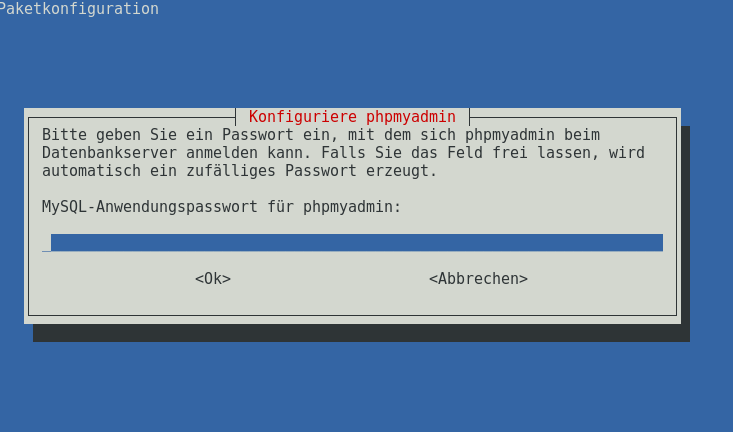 Paketkonfiguration
Konfiguriere phpmyadmin
Bitte geben Sie ein Passwort ein, mit dem sich phpmyadmin beim
Datenbankserver anmelden kann. Falls Sie das Feld frei lassen, wird
automatisch ein zufälliges Passwort erzeugt.
MySQL-Anwendungspasswort für phpmyadmin:
<Ok> <Abbrechen>